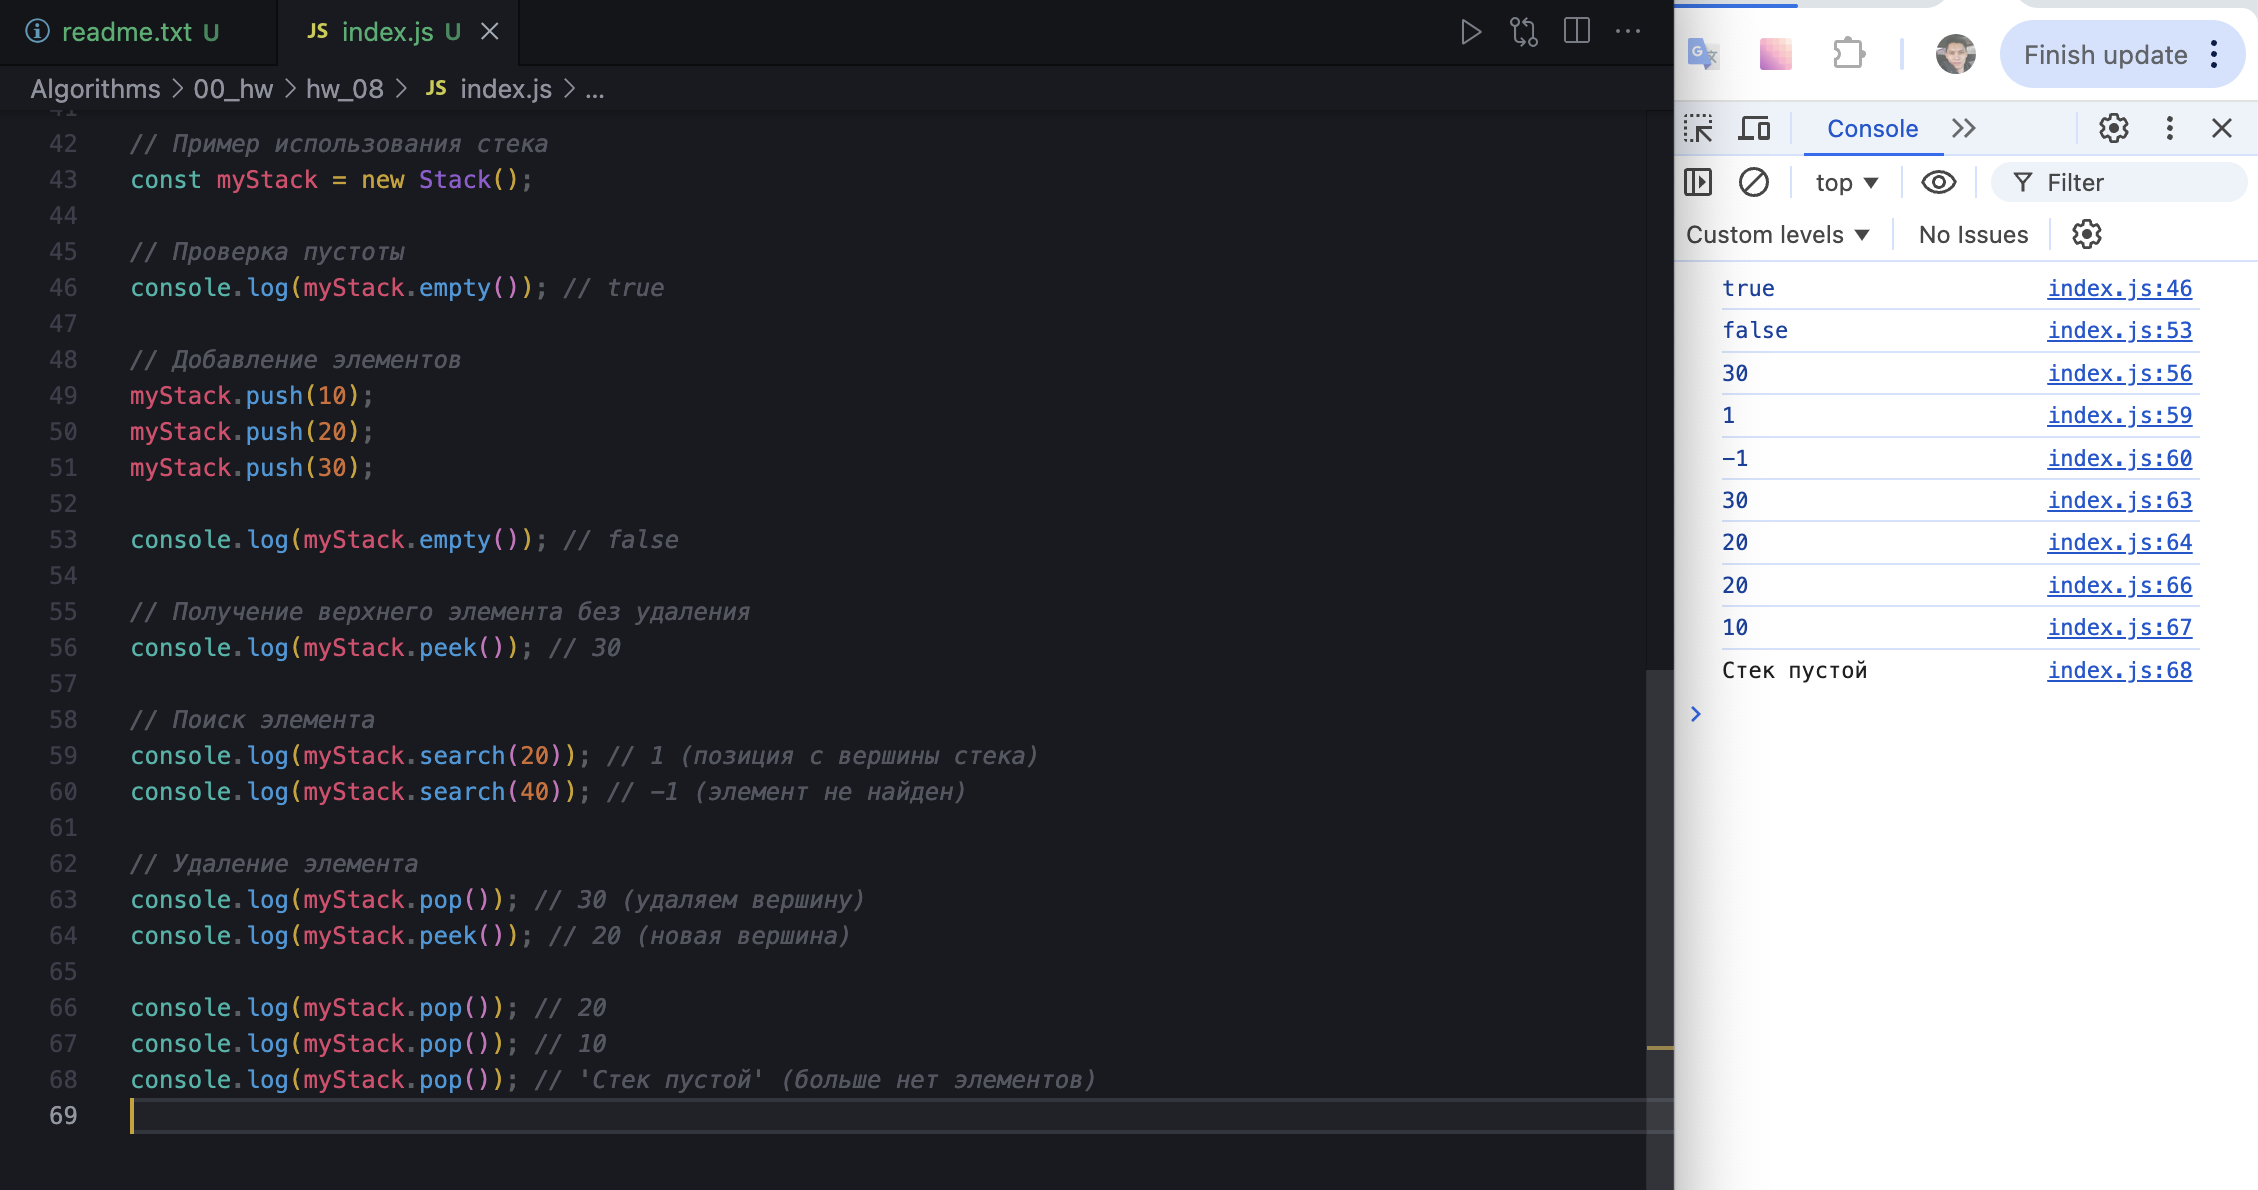 readme.txt U
JS index.js U
Algorithms > 00_hw > hw_08 > JS index.js > ...
41
42 // Пример использования стека
43 const myStack = new Stack();
44
45 // Проверка пустоты
46 console.log(myStack.empty()); // true
47
48 // Добавление элементов
49 myStack.push(10);
50 myStack.push(20);
51 myStack.push(30);
52
53 console.log(myStack.empty()); // false
54
55 // Получение верхнего элемента без удаления
56 console.log(myStack.peek()); // 30
57
58 // Поиск элемента
59 console.log(myStack.search(20)); // 1 (позиция с вершины стека)
60 console.log(myStack.search(40)); // -1 (элемент не найден)
61
62 // Удаление элемента
63 console.log(myStack.pop()); // 30 (удаляем вершину)
64 console.log(myStack.peek()); // 20 (новая вершина)
65
66 console.log(myStack.pop()); // 20
67 console.log(myStack.pop()); // 10
68 console.log(myStack.pop()); // 'Стек пустой' (больше нет элементов)
69
Finish update
Console
top
Filter
Custom levels
No Issues
true index.js:46
false index.js:53
30 index.js:56
1 index.js:59
-1 index.js:60
30 index.js:63
20 index.js:64
20 index.js:66
10 index.js:67
Стек пустой index.js:68